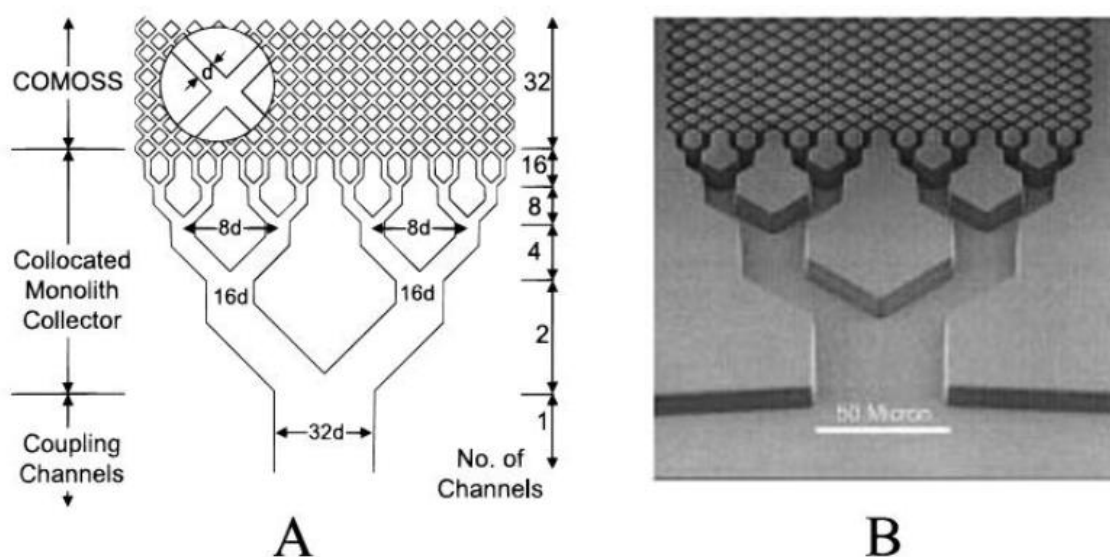 COMOSS
d
32
16
8
8d
8d
4
Collocated
Monolith
Collector
16d
16d
2
32d
1
Coupling
Channels
No. of
Channels
50 Micron
A
B